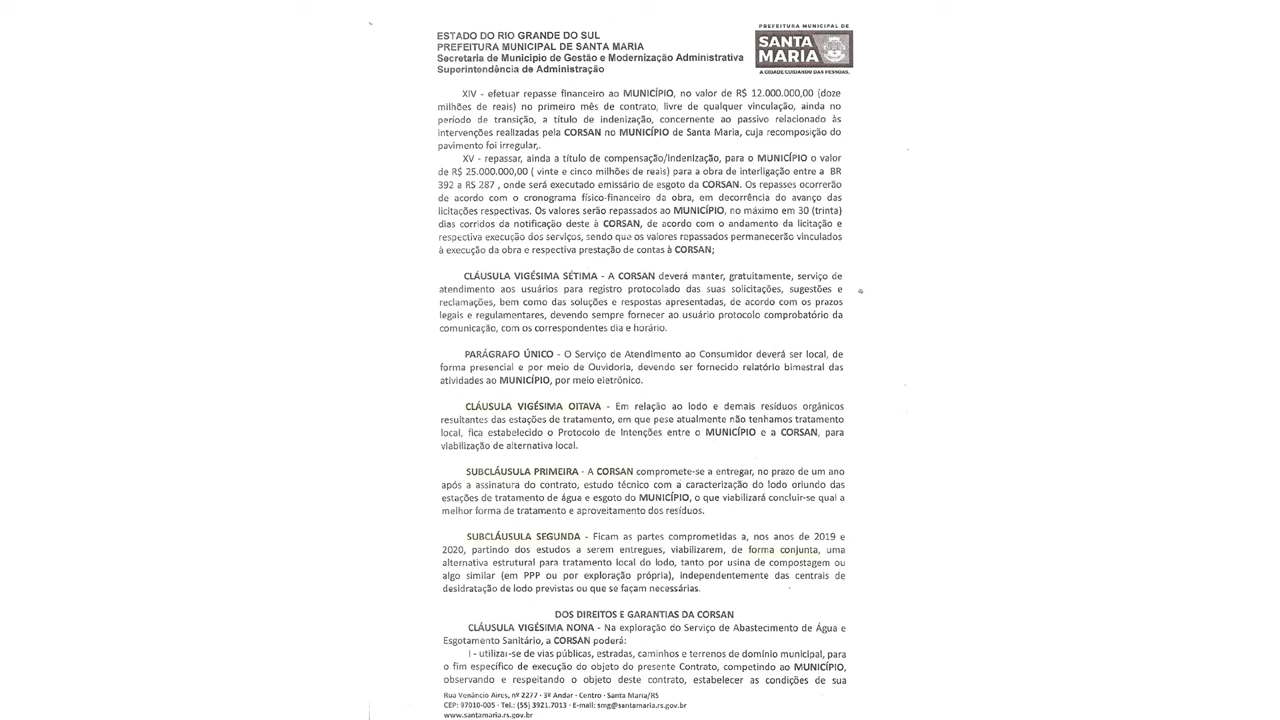 ESTADO DO RIO GRANDE DO SUL
PREFEITURA MUNICIPAL DE SANTA MARIA
Secretaria de Município de Gestão e Modernização Administrativa
Superintendência de Administração
PREFEITURA MUNICIPAL DE
SANTA
MARIA
A CIDADE CUIDANDO DAS PESSOAS.
XIV - efetuar repasse financeiro ao MUNICÍPIO, no valor de R$ 12.000.000,00 (doze
milhões de reais) no primeiro mês de contrato, livre de qualquer vinculação, ainda no
período de transição, a título de indenização, concernente ao passivo relacionado às
intervenções realizadas pela CORSAN no MUNICÍPIO de Santa Maria, cuja recomposição do
pavimento foi irregular,.
XV - repassar, ainda a título de compensação/indenização, para o MUNICÍPIO o valor
de R$ 25.000.000,00 ( vinte e cinco milhões de reais) para a obra de interligação entre a BR
392 a RS 287 , onde será executado emissário de esgoto da CORSAN. Os repasses ocorrerão
de acordo com o cronograma físico-financeiro da obra, em decorrência do avanço das
licitações respectivas. Os valores serão repassados ao MUNICÍPIO, no máximo em 30 (trinta)
dias corridos da notificação deste à CORSAN, de acordo com o andamento da licitação e
respectiva execução dos serviços, sendo que os valores repassados permanecerão vinculados
à execução da obra e respectiva prestação de contas à CORSAN;
CLÁUSULA VIGÉSIMA SÉTIMA - A CORSAN deverá manter, gratuitamente, serviço de
atendimento aos usuários para registro protocolado das suas solicitações, sugestões e
reclamações, bem como das soluções e respostas apresentadas, de acordo com os prazos
legais e regulamentares, devendo sempre fornecer ao usuário protocolo comprobatório da
comunicação, com os correspondentes dia e horário.
PARÁGRAFO ÚNICO - O Serviço de Atendimento ao Consumidor deverá ser local, de
forma presencial e por meio de Ouvidoria, devendo ser fornecido relatório bimestral das
atividades ao MUNICÍPIO, por meio eletrônico.
CLÁUSULA VIGÉSIMA OITAVA - Em relação ao lodo e demais resíduos orgânicos
resultantes das estações de tratamento, em que pese atualmente não tenhamos tratamento
local, fica estabelecido o Protocolo de Intenções entre o MUNICÍPIO e a CORSAN, para
viabilização de alternativa local.
SUBCLÁUSULA PRIMEIRA - A CORSAN compromete-se a entregar, no prazo de um ano
após a assinatura do contrato, estudo técnico com a caracterização do lodo oriundo das
estações de tratamento de água e esgoto do MUNICÍPIO, o que viabilizará concluir-se qual a
melhor forma de tratamento e aproveitamento dos resíduos.
SUBCLÁUSULA SEGUNDA - Ficam as partes comprometidas a, nos anos de 2019 e
2020, partindo dos estudos a serem entregues, viabilizarem, de forma conjunta, uma
alternativa estrutural para tratamento local do lodo, tanto por usina de compostagem ou
algo similar (em PPP ou por exploração própria), independentemente das centrais de
desidratação de lodo previstas ou que se façam necessárias.
DOS DIREITOS E GARANTIAS DA CORSAN
CLÁUSULA VIGÉSIMA NONA - Na exploração do Serviço de Abastecimento de Água e
Esgotamento Sanitário, a CORSAN poderá:
I - utilizar-se de vias públicas, estradas, caminhos e terrenos de domínio municipal, para
o fim específico de execução do objeto do presente Contrato, competindo ao MUNICÍPIO,
observando e respeitando o objeto deste contrato, estabelecer as condições de sua
Rua Venâncio Aires, nº 2277 - 3º Andar - Centro - Santa Maria/RS
CEP: 97010-005 - Tel.: (55) 3921.7013 - E-mail: smg@santamaria.rs.gov.br
www.santamaria.rs.gov.br